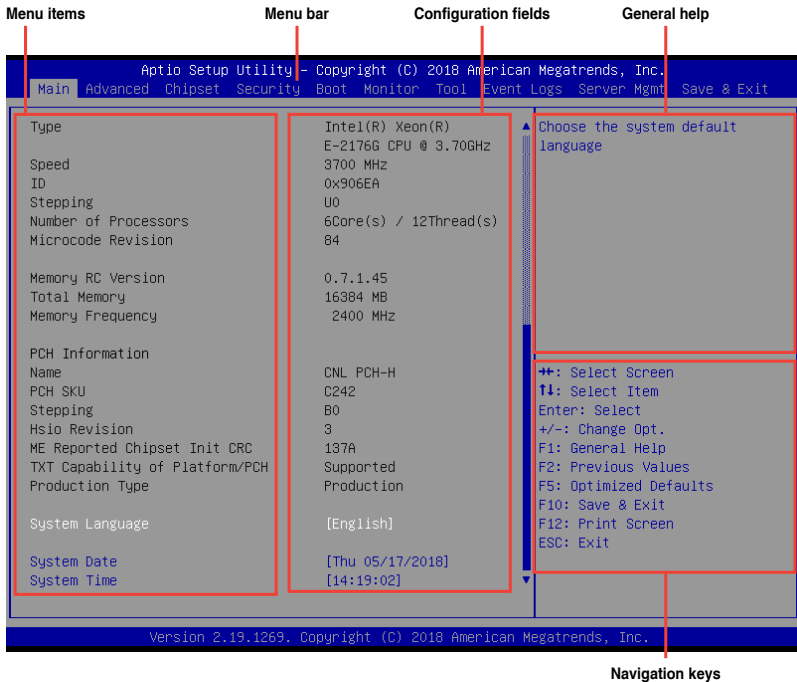 Menu items Menu bar Configuration fields General help
Aptio Setup Utility - Copyright (C) 2018 American Megatrends, Inc.
Main Advanced Chipset Security Boot Monitor Tool Event Logs Server Mgmt Save & Exit
Type Intel(R) Xeon(R)
E-2176G CPU @ 3.70GHz
Speed 3700 MHz
ID 0x906EA
Stepping U0
Number of Processors 6Core(s) / 12Thread(s)
Microcode Revision 84
Memory RC Version 0.7.1.45
Total Memory 16384 MB
Memory Frequency 2400 MHz
PCH Information
Name CNL PCH-H
PCH SKU C242
Stepping B0
Hsio Revision 3
ME Reported Chipset Init CRC 137A
TXT Capability of Platform/PCH Supported
Production Type Production
System Language [English]
System Date [Thu 05/17/2018]
System Time [14:19:02]
Choose the system default
language
→←: Select Screen
↑↓: Select Item
Enter: Select
+/-: Change Opt.
F1: General Help
F2: Previous Values
F5: Optimized Defaults
F10: Save & Exit
F12: Print Screen
ESC: Exit
Version 2.19.1269. Copyright (C) 2018 American Megatrends, Inc.
Navigation keys